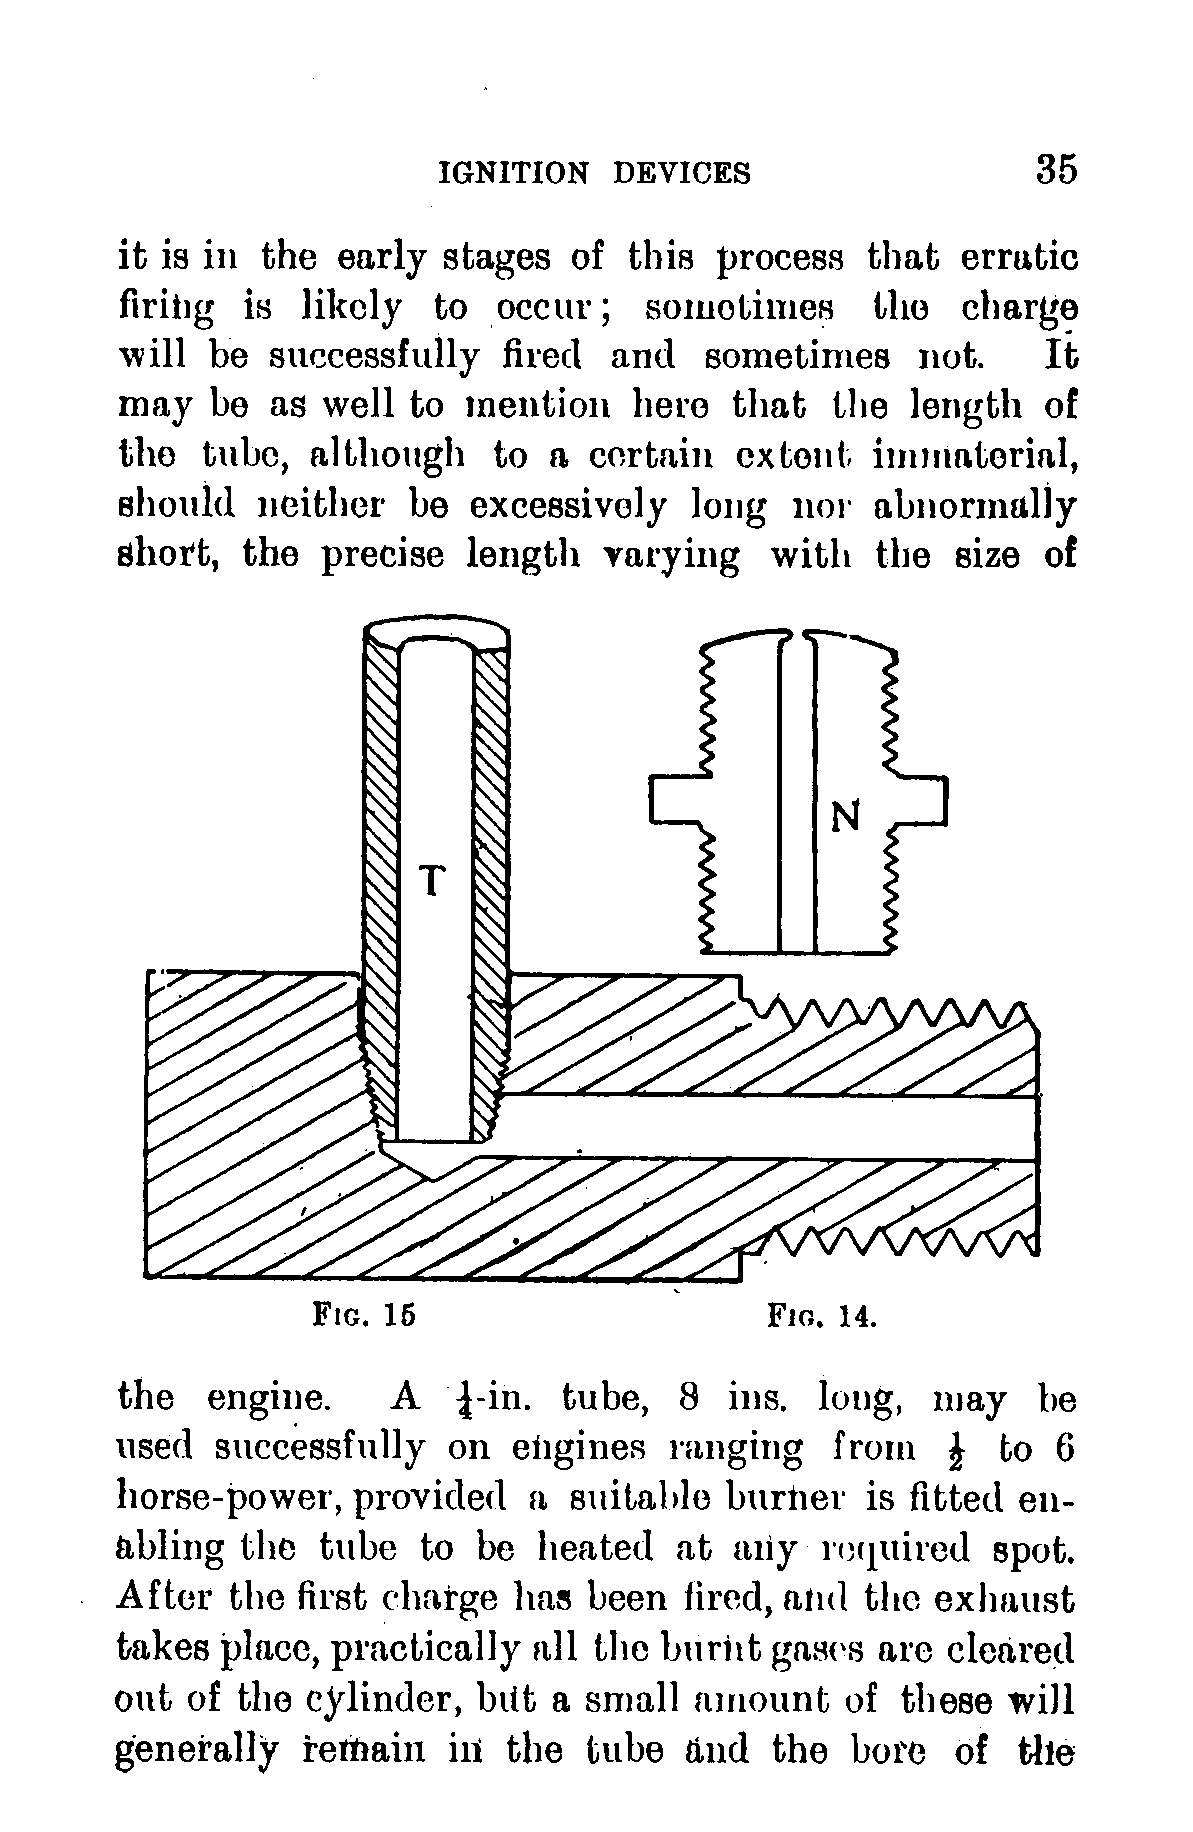 IGNITION DEVICES 35
it is in the early stages of this process that erratic
firing is likely to occur; sometimes the charge
will be successfully fired and sometimes not. It
may be as well to mention here that the length of
the tube, although to a certain extent immaterial,
should neither be excessively long nor abnormally
short, the precise length varying with the size of
T
N
FIG. 15 FIG. 14.
the engine. A ¼-in. tube, 8 ins. long, may be
used successfully on engines ranging from ½ to 6
horse-power, provided a suitable burner is fitted en-
abling the tube to be heated at any required spot.
After the first charge has been fired, and the exhaust
takes place, practically all the burnt gases are cleared
out of the cylinder, but a small amount of these will
generally remain in the tube and the bore of the